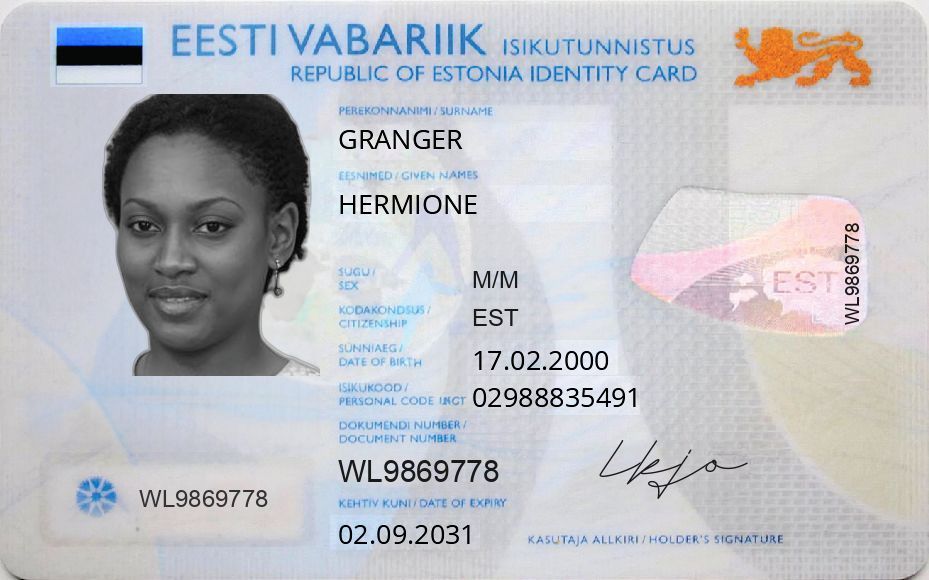 EESTI VABARIIK ISIKUTUNNISTUS
REPUBLIC OF ESTONIA IDENTITY CARD
PEREKONNANIMI / SURNAME
GRANGER
EESNIMED / GIVEN NAMES
HERMIONE
SUGU /
SEX
M/M
KODAKONDSUS /
CITIZENSHIP
EST
SÜNNIAEG /
DATE OF BIRTH
17.02.2000
ISIKUKOOD /
PERSONAL CODE
02988835491
DOKUMENDI NUMBER /
DOCUMENT NUMBER
WL9869778
KEHTIV KUNI / DATE OF EXPIRY
02.09.2031
WL9869778
EST
WL9869778
KASUTAJA ALLKIRI / HOLDER'S SIGNATURE